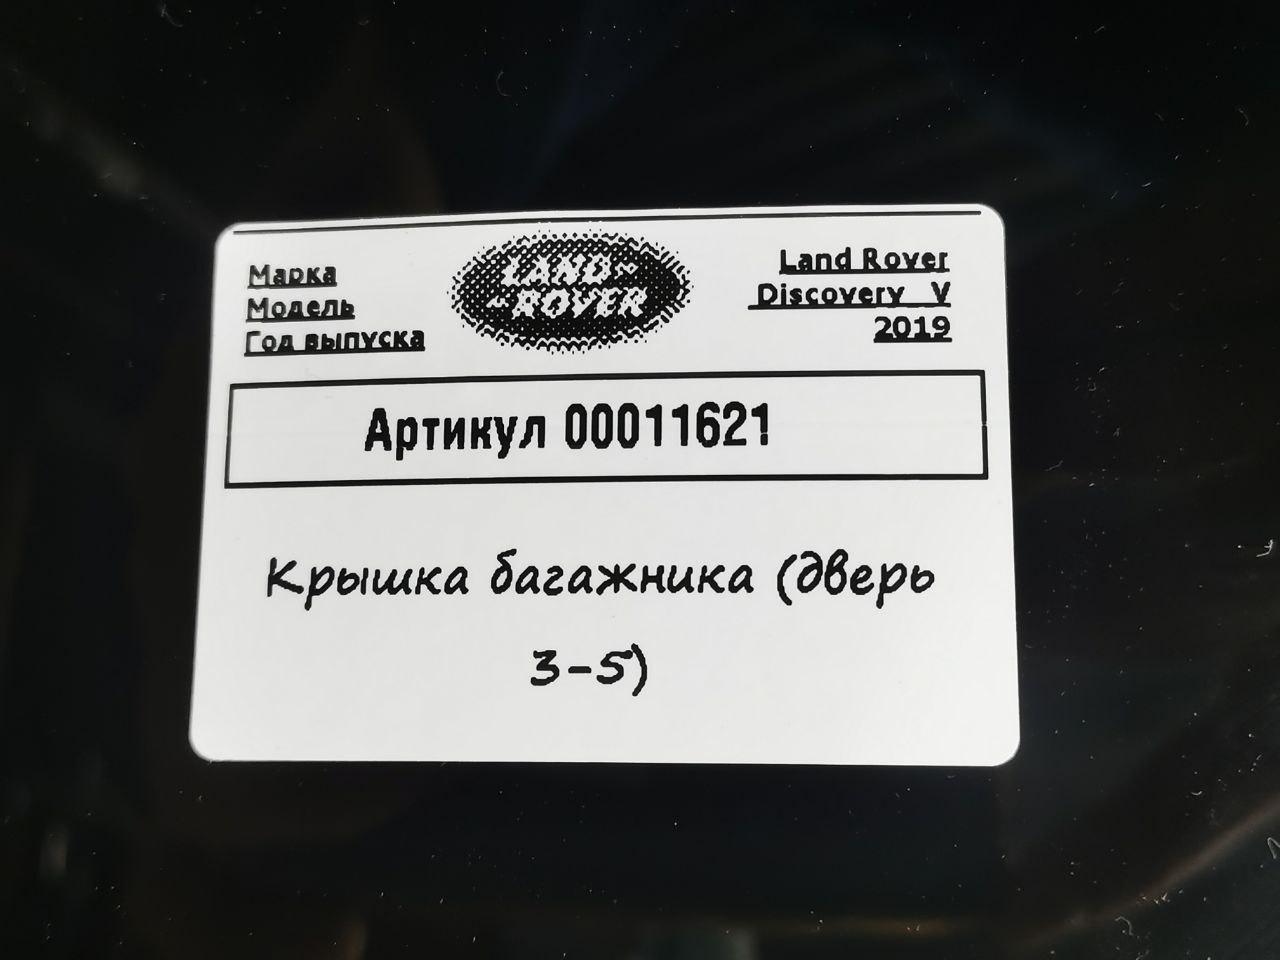 Марка
Модель
Год выпуска
LAND-
-ROVER
Land Rover
Discovery V
2019
Артикул 00011621
Крышка багажника (дверь
3-5)